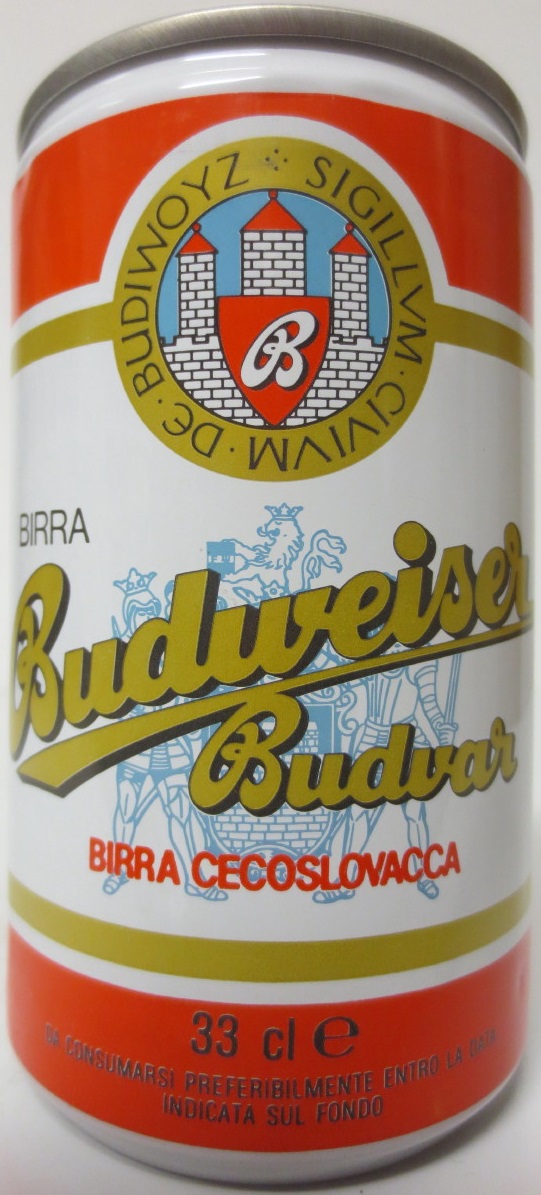 SIGILLVM · CIVIVM · DE · BUDIWOYZ
B
BIRRA
Budweiser
Budvar
BIRRA CECOSLOVACCA
33 cl e
DA CONSUMARSI PREFERIBILMENTE ENTRO LA DATA
INDICATA SUL FONDO